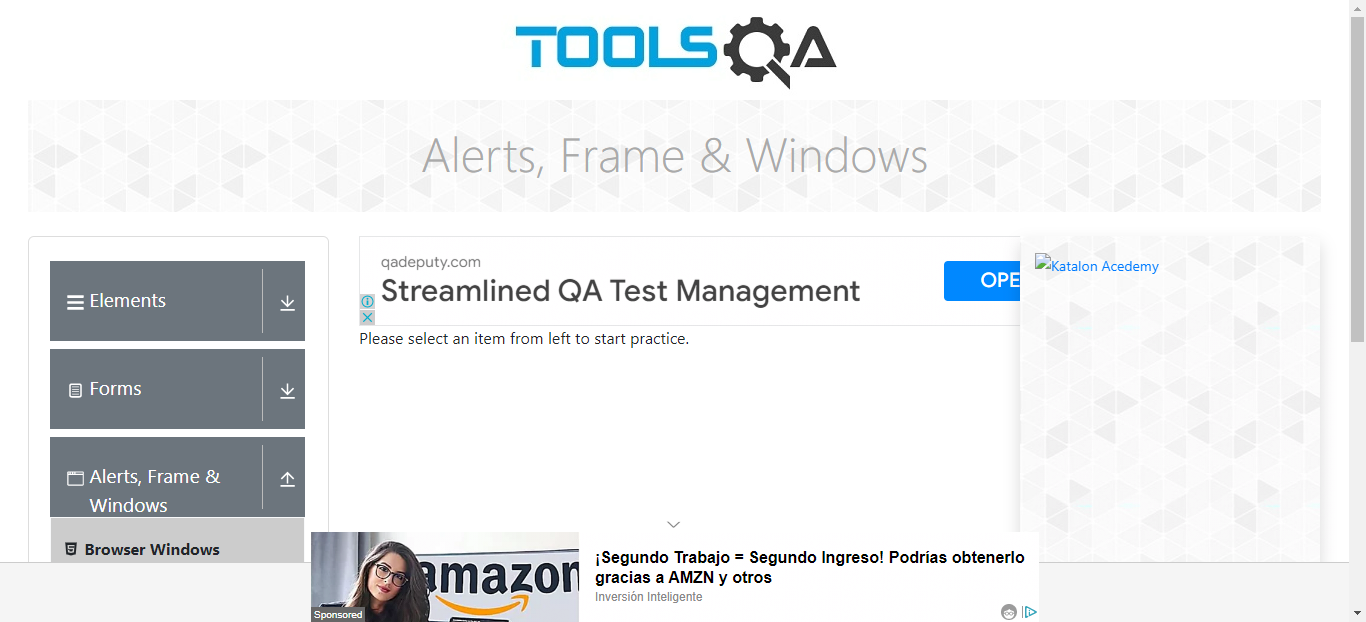 TOOLSQA
Alerts, Frame & Windows
Elements
Forms
Alerts, Frame &
Windows
Browser Windows
qadeputy.com
Streamlined QA Test Management
OPE
Please select an item from left to start practice.
Katalon Acedemy
amazon
Sponsored
¡Segundo Trabajo = Segundo Ingreso! Podrías obtenerlo
gracias a AMZN y otros
Inversión Inteligente